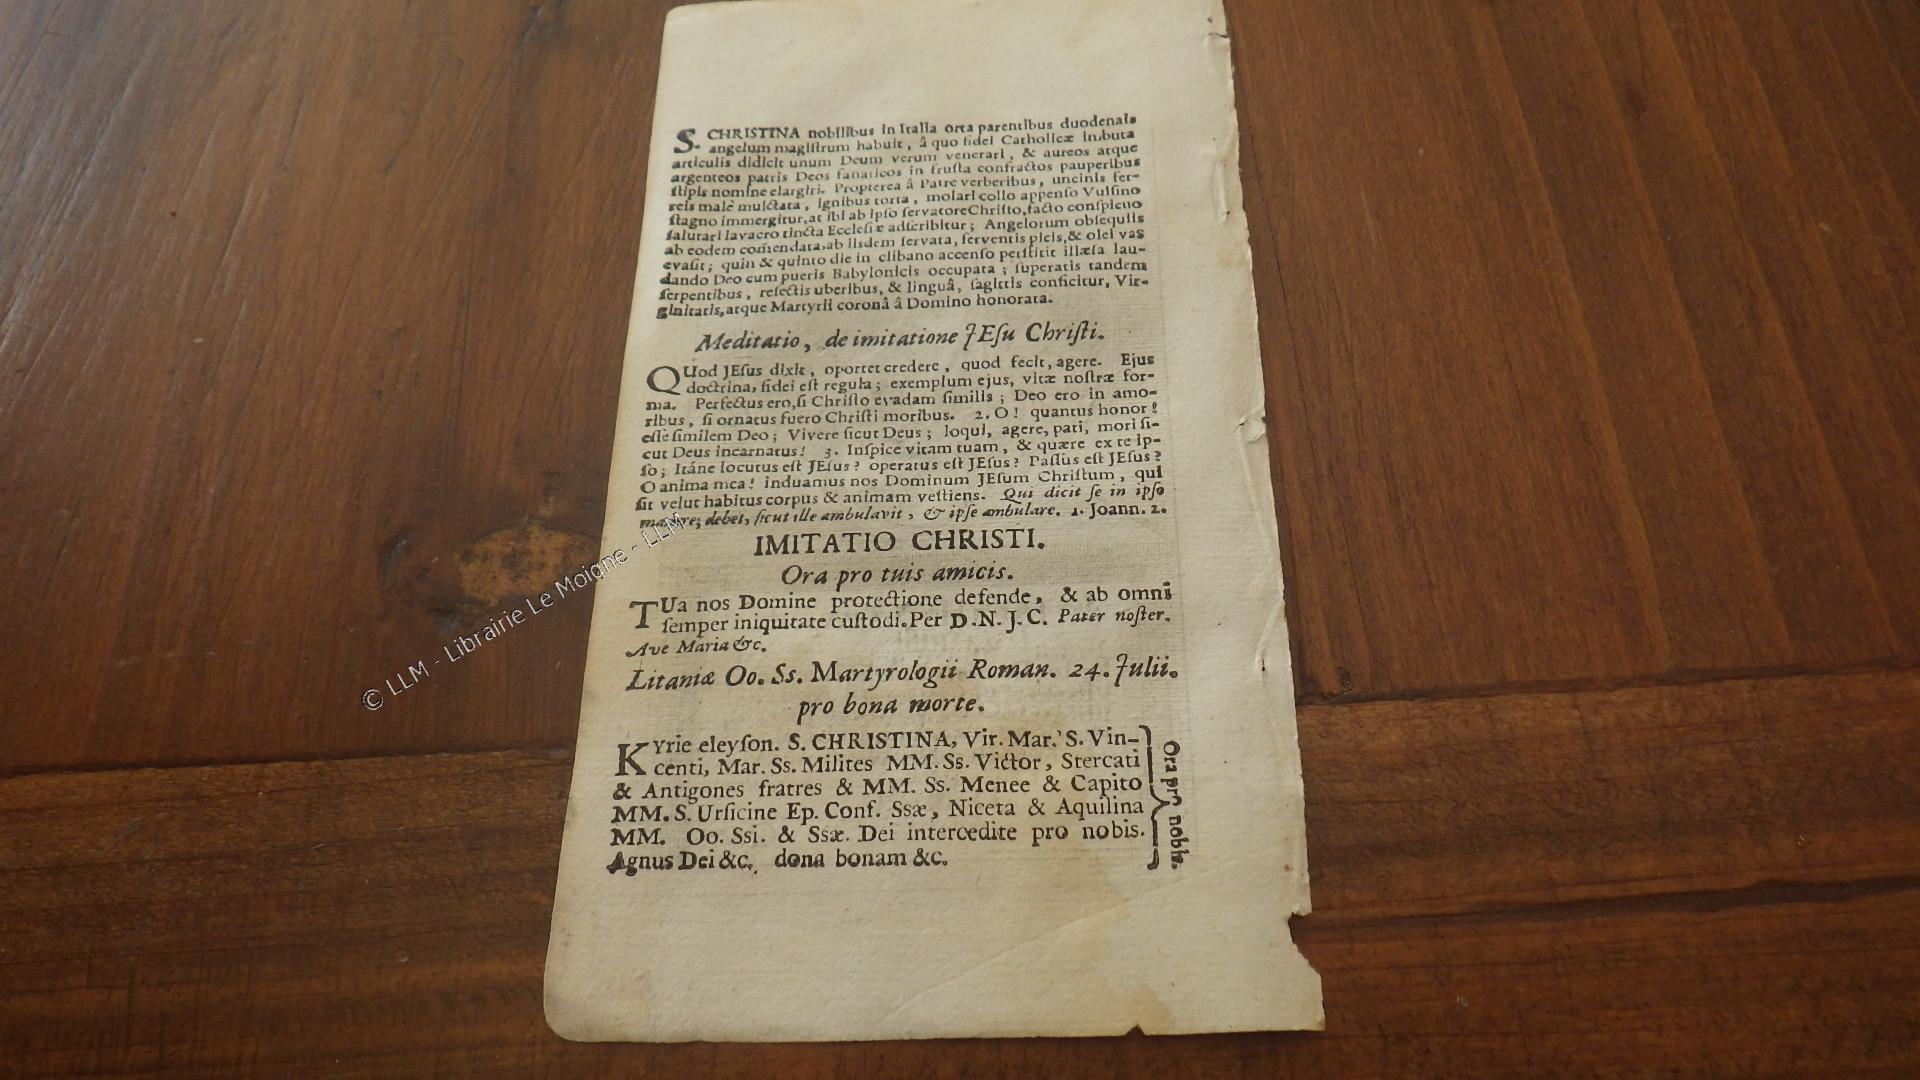 S. CHRISTINA nobilibus in Italia orta parentibus duodenals
angelum magiſtrum habuit, â quo fidei Catholicæ imbuta
articulis didicit unum Deum verum venerari, & aureos atque
argenteos patris Deos fanaticos in fruſta confractos pauperibus
ſtipis nomine elargiri. Propterea â Patre verberibus, uncinis fer-
reis malè mulctata, ignibus torta, molari collo appenſo Vulſino
ſtagno immergitur,at ibi ab ipſo ſervatore Chriſto,facto conſpicuo
ſalutari lavacro tincta Eccleſiæ adſcribitur; Angelorum obſequiis
ab eodem com̃endata,ab iisdem ſervata, ferventis picis,& olei vas
evaſit; quin & quinto die in clibano accenſo perſtitit illæſa lau-
dando Deo cum pueris Babylonicis occupata; ſuperatis tandem
ſerpentibus, reſectis uberibus, & linguâ, ſagittis conficitur, Vir-
ginitatis,atque Martyrii coronâ â Domino honorata.
Meditatio, de imitatione JEſu Chriſti.
QUod JEſus dixit, oportet credere, quod fecit, agere. Ejus
doctrina, fidei eſt regula; exemplum ejus, vitæ noſtræ for-
ma. Perfectus ero,ſi Chriſto evadam ſimilis; Deo ero in amo-
ribus, ſi ornatus fuero Chriſti moribus. 2. O! quantus honor!
eſſe ſimilem Deo; Vivere ſicut Deus; loqui, agere, pati, mori ſi-
cut Deus incarnatus! 3. Inſpice vitam tuam, & quære ex te ip-
ſo; Itáne locutus eſt JEſus? operatus eſt JEſus? Paſſus eſt JEſus?
O anima mea! induamus nos Dominum JEſum Chriſtum, qui
ſit velut habitus corpus & animam veſtiens. Qui dicit ſe in ipſo
manere; debet, ſicut ille ambulavit, & ipſe ambulare. 1. Joann. 2.
IMITATIO CHRISTI.
Ora pro tuis amicis.
TUa nos Domine protectione defende, & ab omni
ſemper iniquitate cuſtodi. Per D. N. J. C. Pater noſter.
Ave Maria &c.
Litaniæ Oo. Ss. Martyrologii Roman. 24. Julii.
pro bona morte.
KYrie eleyſon. S. CHRISTINA, Vir. Mar. S. Vin-
centi, Mar. Ss. Milites MM. Ss. Victor, Stercati
& Antigones fratres & MM. Ss. Menee & Capito
MM. S. Urſicine Ep. Conf. Ssæ, Niceta & Aquilina
MM. Oo. Ssi. & Ssæ. Dei intercedite pro nobis.
Agnus Dei &c. dona bonam &c.
Ora pro nobis.
© LLM - Librairie Le Moigne - LLM